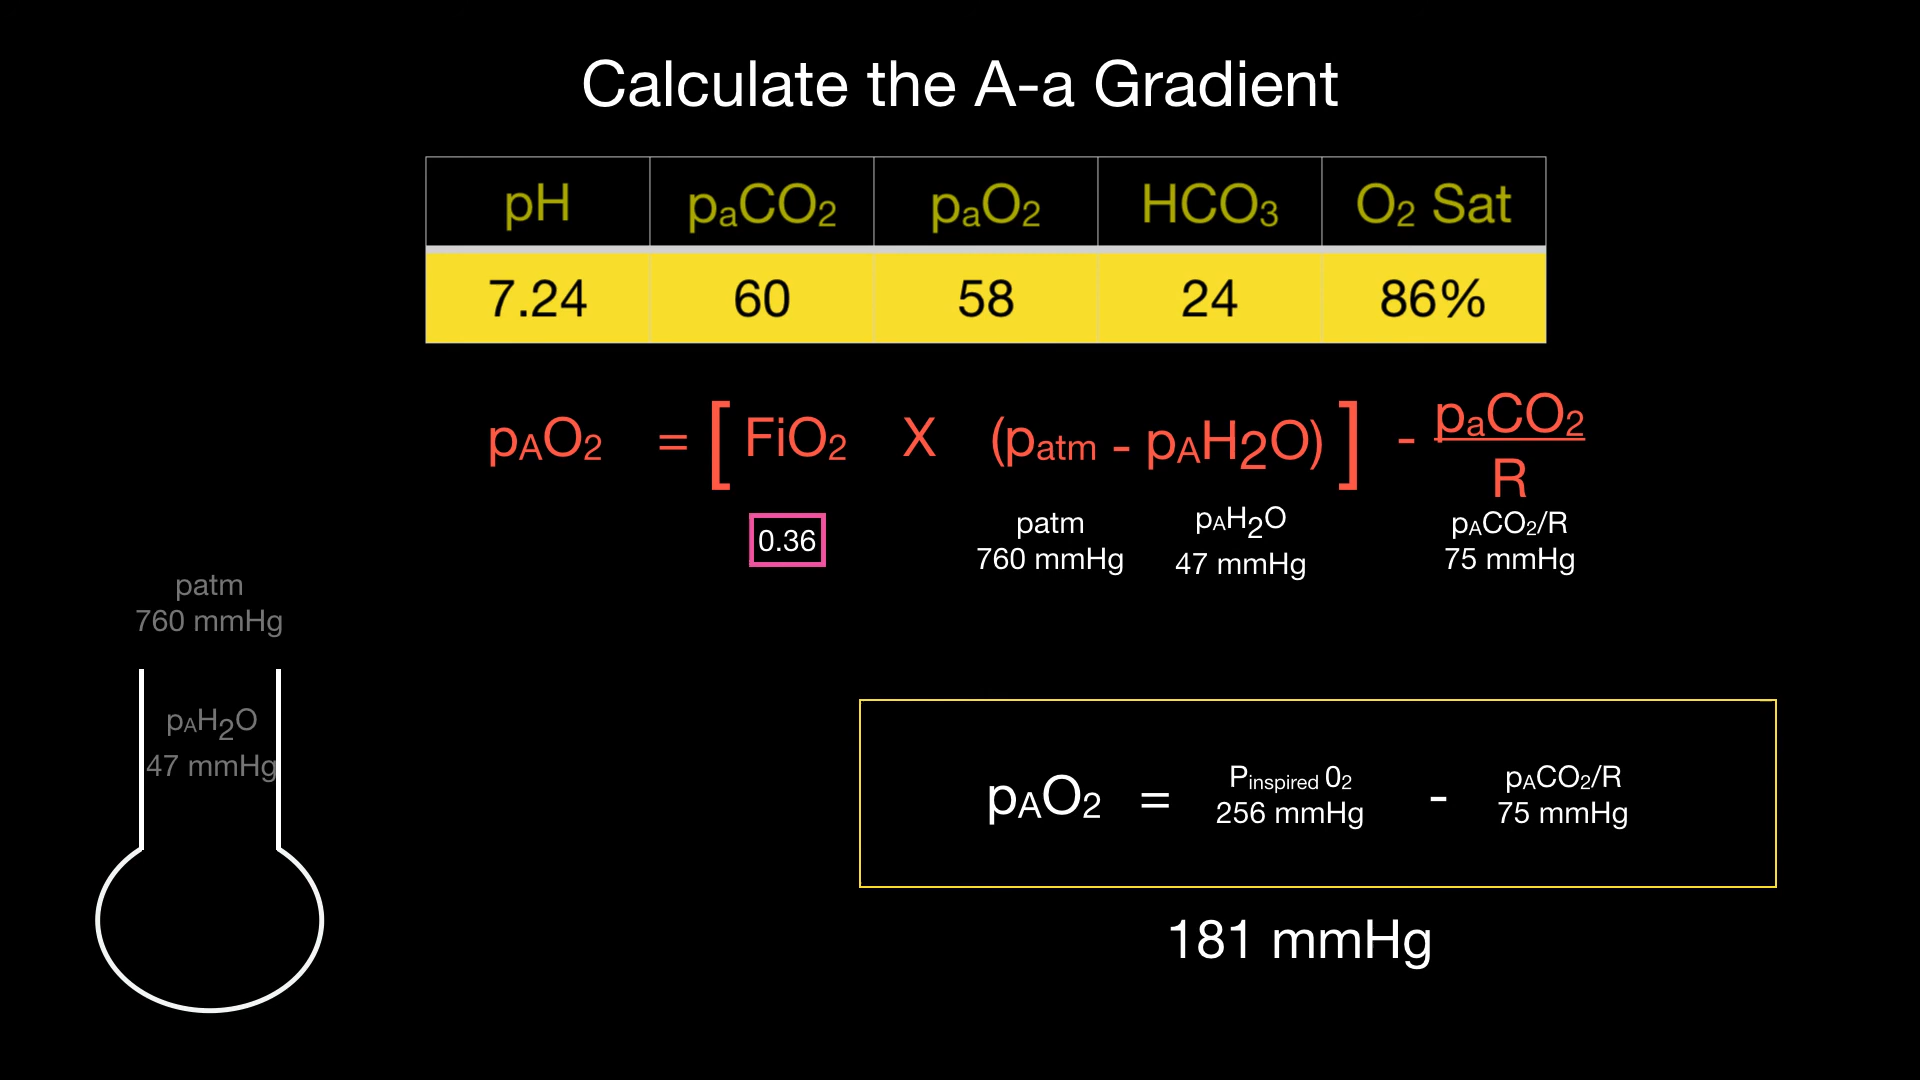 Calculate the A-a Gradient
pH paCO2 paO2 HCO3 O2 Sat
7.24 60 58 24 86%
pAO2 = [ FiO2 X (patm - pAH2O) ] - paCO2
R
0.36
patm
760 mmHg
pAH2O
47 mmHg
pACO2/R
75 mmHg
patm
760 mmHg
pAH2O
47 mmHg
pAO2 = Pinspired 02 - pACO2/R
256 mmHg 75 mmHg
181 mmHg